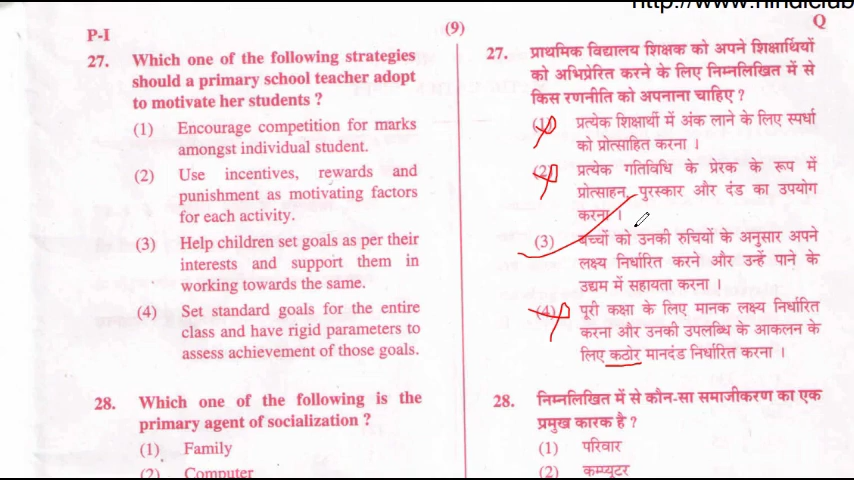 http://www.hindiclub
P-I
(9)
Q
27. Which one of the following strategies
should a primary school teacher adopt
to motivate her students ?
(1) Encourage competition for marks
amongst individual student.
(2) Use incentives, rewards and
punishment as motivating factors
for each activity.
(3) Help children set goals as per their
interests and support them in
working towards the same.
(4) Set standard goals for the entire
class and have rigid parameters to
assess achievement of those goals.
28. Which one of the following is the
primary agent of socialization ?
(1) Family
(2) Computer
27. प्राथमिक विद्यालय शिक्षक को अपने शिक्षार्थियों
को अभिप्रेरित करने के लिए निम्नलिखित में से
किस रणनीति को अपनाना चाहिए ?
(1) प्रत्येक शिक्षार्थी में अंक लाने के लिए स्पर्धा
को प्रोत्साहित करना ।
(2) प्रत्येक गतिविधि के प्रेरक के रूप में
प्रोत्साहन, पुरस्कार और दंड का उपयोग
करना ।
(3) बच्चों को उनकी रुचियों के अनुसार अपने
लक्ष्य निर्धारित करने और उन्हें पाने के
उद्यम में सहायता करना ।
(4) पूरी कक्षा के लिए मानक लक्ष्य निर्धारित
करना और उनकी उपलब्धि के आकलन के
लिए कठोर मानदंड निर्धारित करना ।
28. निम्नलिखित में से कौन-सा समाजीकरण का एक
प्रमुख कारक है ?
(1) परिवार
(2) कम्प्यूटर